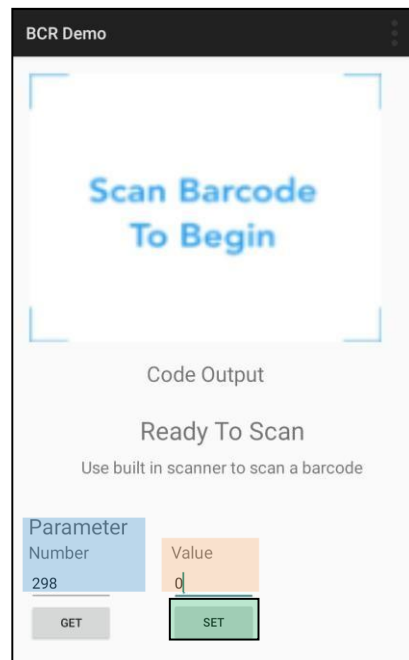 BCR Demo
Scan Barcode
To Begin
Code Output
Ready To Scan
Use built in scanner to scan a barcode
Parameter
Number Value
298 0
GET SET